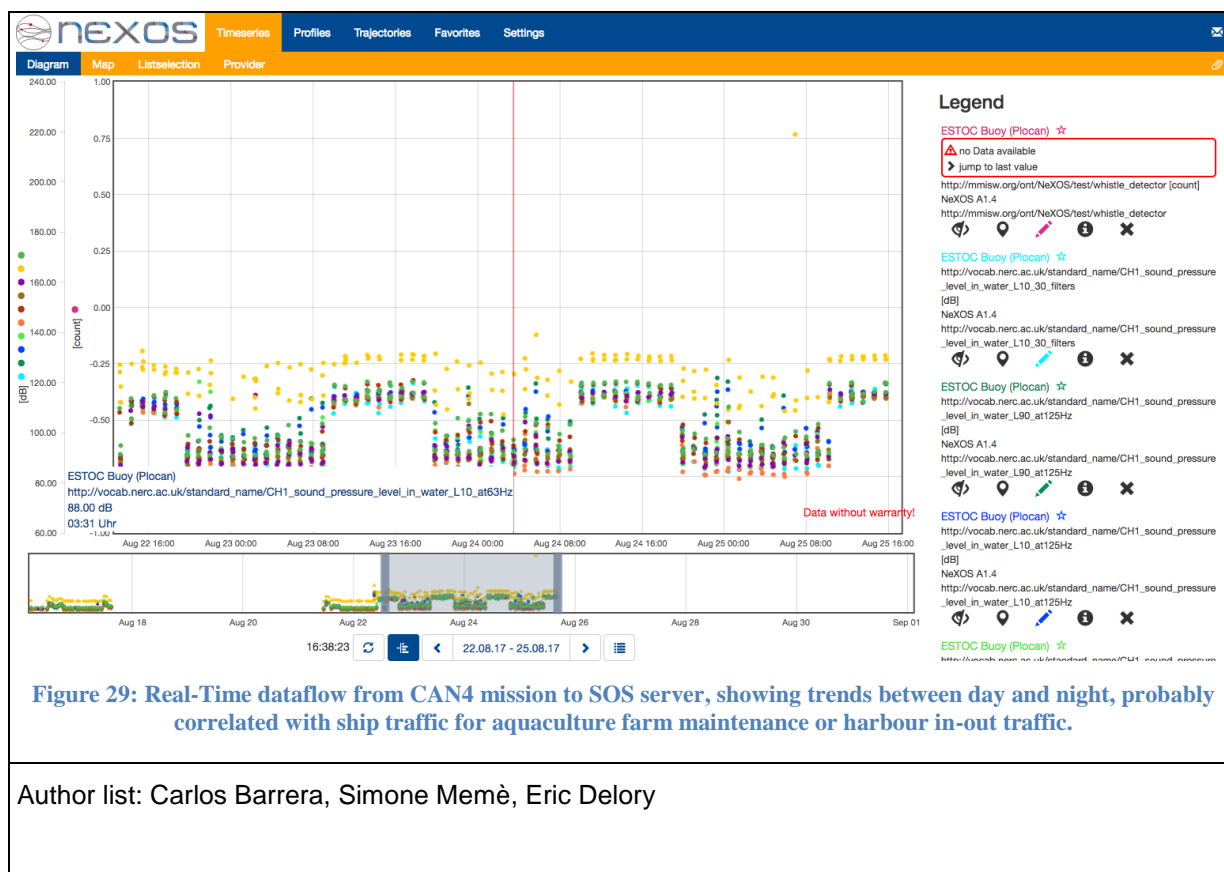 nexos
Timeseries Profiles Trajectories Favorites Settings
Diagram Map Listselection Provider
240.00
220.00
200.00
180.00
160.00
140.00
120.00
100.00
80.00
60.00
[dB]
1.00
0.75
0.50
0.25
0.00
-0.25
-0.50
-1.00
[count]
ESTOC Buoy (Plocan)
http://vocab.nerc.ac.uk/standard_name/CH1_sound_pressure_level_in_water_L10_at63Hz
88.00 dB
03:31 Uhr
Data without warranty!
Aug 22 16:00 Aug 23 00:00 Aug 23 08:00 Aug 23 16:00 Aug 24 00:00 Aug 24 08:00 Aug 24 16:00 Aug 25 00:00 Aug 25 08:00 Aug 25 16:00
Aug 18 Aug 20 Aug 22 Aug 24 Aug 26 Aug 28 Aug 30 Sep 01
16:38:23 22.08.17 - 25.08.17
Legend
ESTOC Buoy (Plocan)
no Data available
jump to last value
http://mmisw.org/ont/NeXOS/test/whistle_detector [count]
NeXOS A1.4
http://mmisw.org/ont/NeXOS/test/whistle_detector
ESTOC Buoy (Plocan)
http://vocab.nerc.ac.uk/standard_name/CH1_sound_pressure
_level_in_water_L10_30_filters
[dB]
NeXOS A1.4
http://vocab.nerc.ac.uk/standard_name/CH1_sound_pressure
_level_in_water_L10_30_filters
ESTOC Buoy (Plocan)
http://vocab.nerc.ac.uk/standard_name/CH1_sound_pressure
_level_in_water_L90_at125Hz
[dB]
NeXOS A1.4
http://vocab.nerc.ac.uk/standard_name/CH1_sound_pressure
_level_in_water_L90_at125Hz
ESTOC Buoy (Plocan)
http://vocab.nerc.ac.uk/standard_name/CH1_sound_pressure
_level_in_water_L10_at125Hz
[dB]
NeXOS A1.4
http://vocab.nerc.ac.uk/standard_name/CH1_sound_pressure
_level_in_water_L10_at125Hz
ESTOC Buoy (Plocan)
Figure 29: Real-Time dataflow from CAN4 mission to SOS server, showing trends between day and night, probably
correlated with ship traffic for aquaculture farm maintenance or harbour in-out traffic.
Author list: Carlos Barrera, Simone Memè, Eric Delory